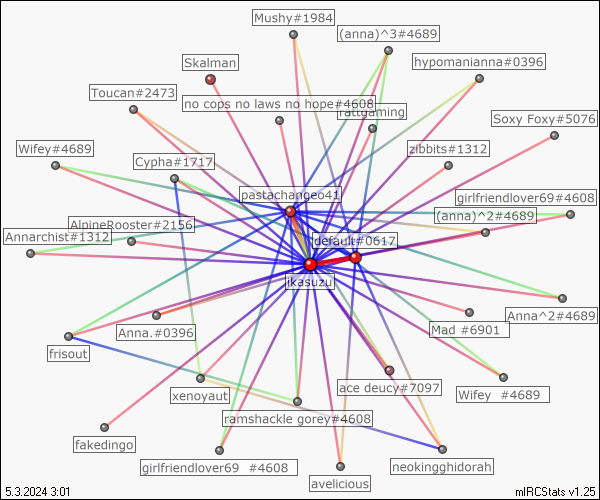 Mushy#1984
(anna)^3#4689
Skalman
hypomanianna#0396
Toucan#2473
no cops no laws no hope#4608
rattgaming
Soxy Foxy#5076
Wifey#4689
Cypha#1717
zibbits#1312
pastachange041
girlfriendlover69#4608
(anna)^2#4689
AlpineRooster#2156
Annarchist#1312
default#0617
ikasuzu
Anna^2#4689
Anna.#0396
Mad #6901
frisout
ace deucy#7097
xenoyaut
Wifey #4689
ramshackle gorey#4608
fakedingo
girlfriendlover69 #4608
neokingghidorah
avelicious
5.3.2024 3:01
mIRCStats v1.25